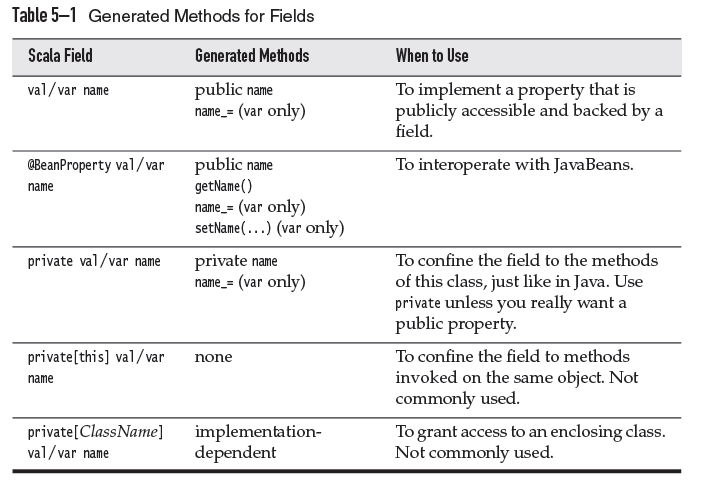 Table 5–1 Generated Methods for Fields
Scala Field Generated Methods When to Use
val/var name public name To implement a property that is
name_= (var only) publicly accessible and backed by a
field.
@BeanProperty val/var public name To interoperate with JavaBeans.
name getName()
name_= (var only)
setName(...) (var only)
private val/var name private name To confine the field to the methods
name_= (var only) of this class, just like in Java. Use
private unless you really want a
public property.
private[this] val/var none To confine the field to methods
name invoked on the same object. Not
commonly used.
private[ClassName] implementation- To grant access to an enclosing class.
val/var name dependent Not commonly used.